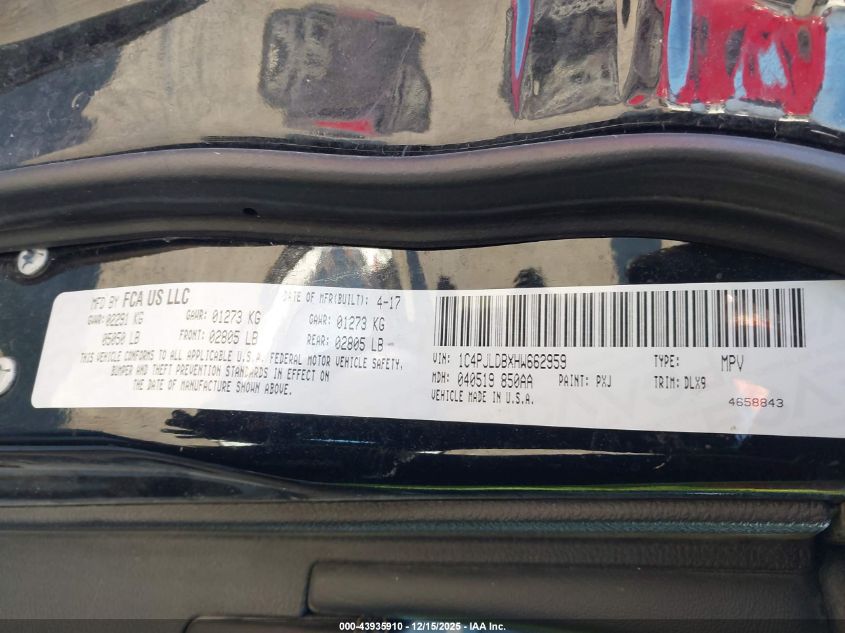 MFD BY FCA US LLC
DATE OF MFR(BUILT): 4-17
GVWR: 02291 KG GAWR: 01273 KG GAWR: 01273 KG
05050 LB FRONT: 02805 LB REAR: 02805 LB
THIS VEHICLE CONFORMS TO ALL APPLICABLE U.S.A. FEDERAL MOTOR VEHICLE SAFETY,
BUMPER AND THEFT PREVENTION STANDARDS IN EFFECT ON
THE DATE OF MANUFACTURE SHOWN ABOVE.
VIN: 1C4PJLDBXHW662959 TYPE: MPV
MDH: 040519 850AA PAINT: PXJ TRIM: DLX9
VEHICLE MADE IN U.S.A. 4658843
000-43935910 - 12/15/2025 - IAA Inc.